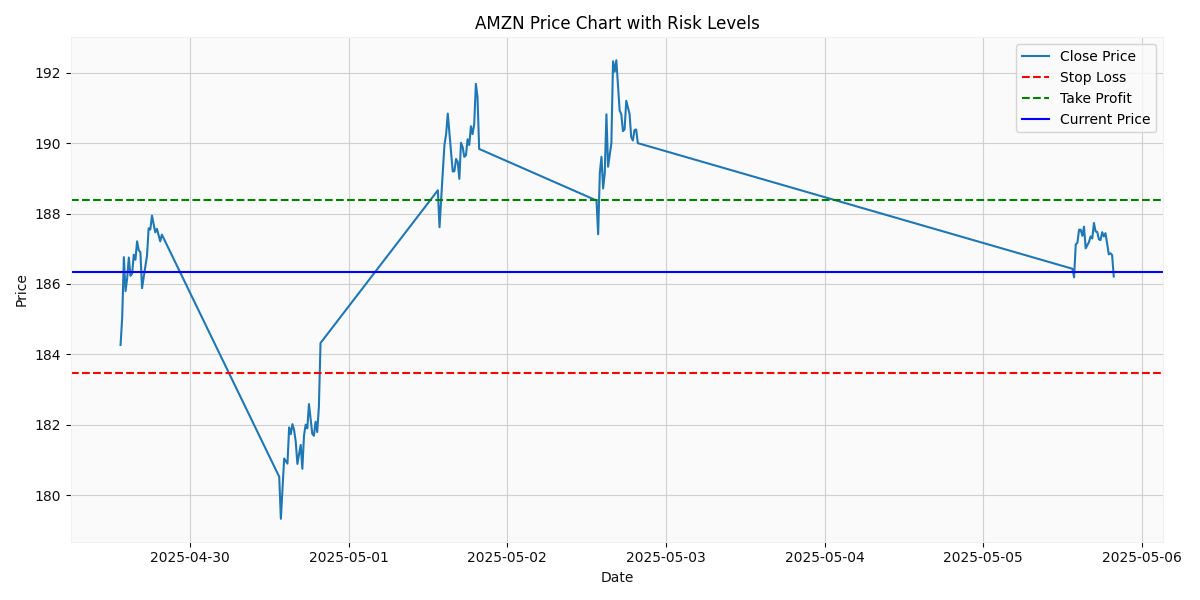 AMZN Price Chart with Risk Levels
Close Price
Stop Loss
Take Profit
Current Price
192
190
188
186
184
182
180
Price
2025-04-30
2025-05-01
2025-05-02
2025-05-03
2025-05-04
2025-05-05
2025-05-06
Date